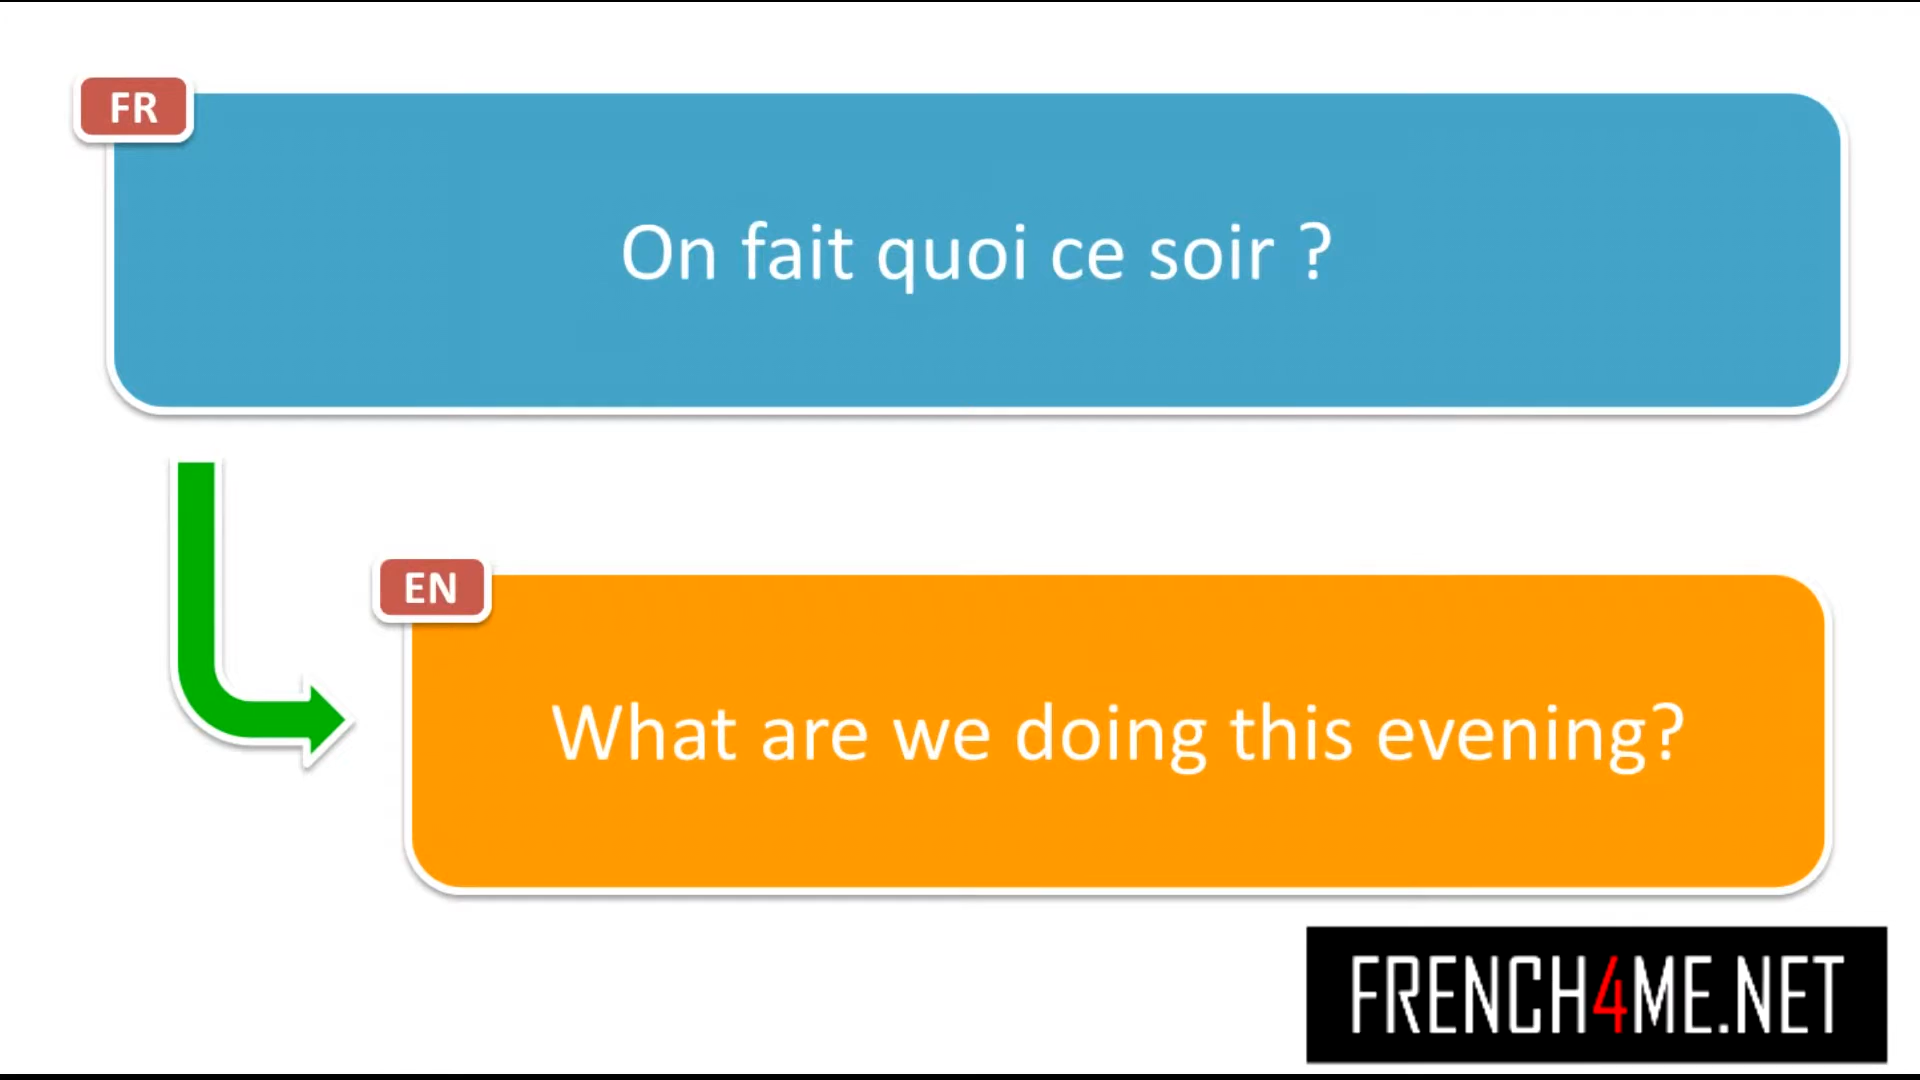 FR
On fait quoi ce soir ?
EN
What are we doing this evening?
FRENCH4ME.NET